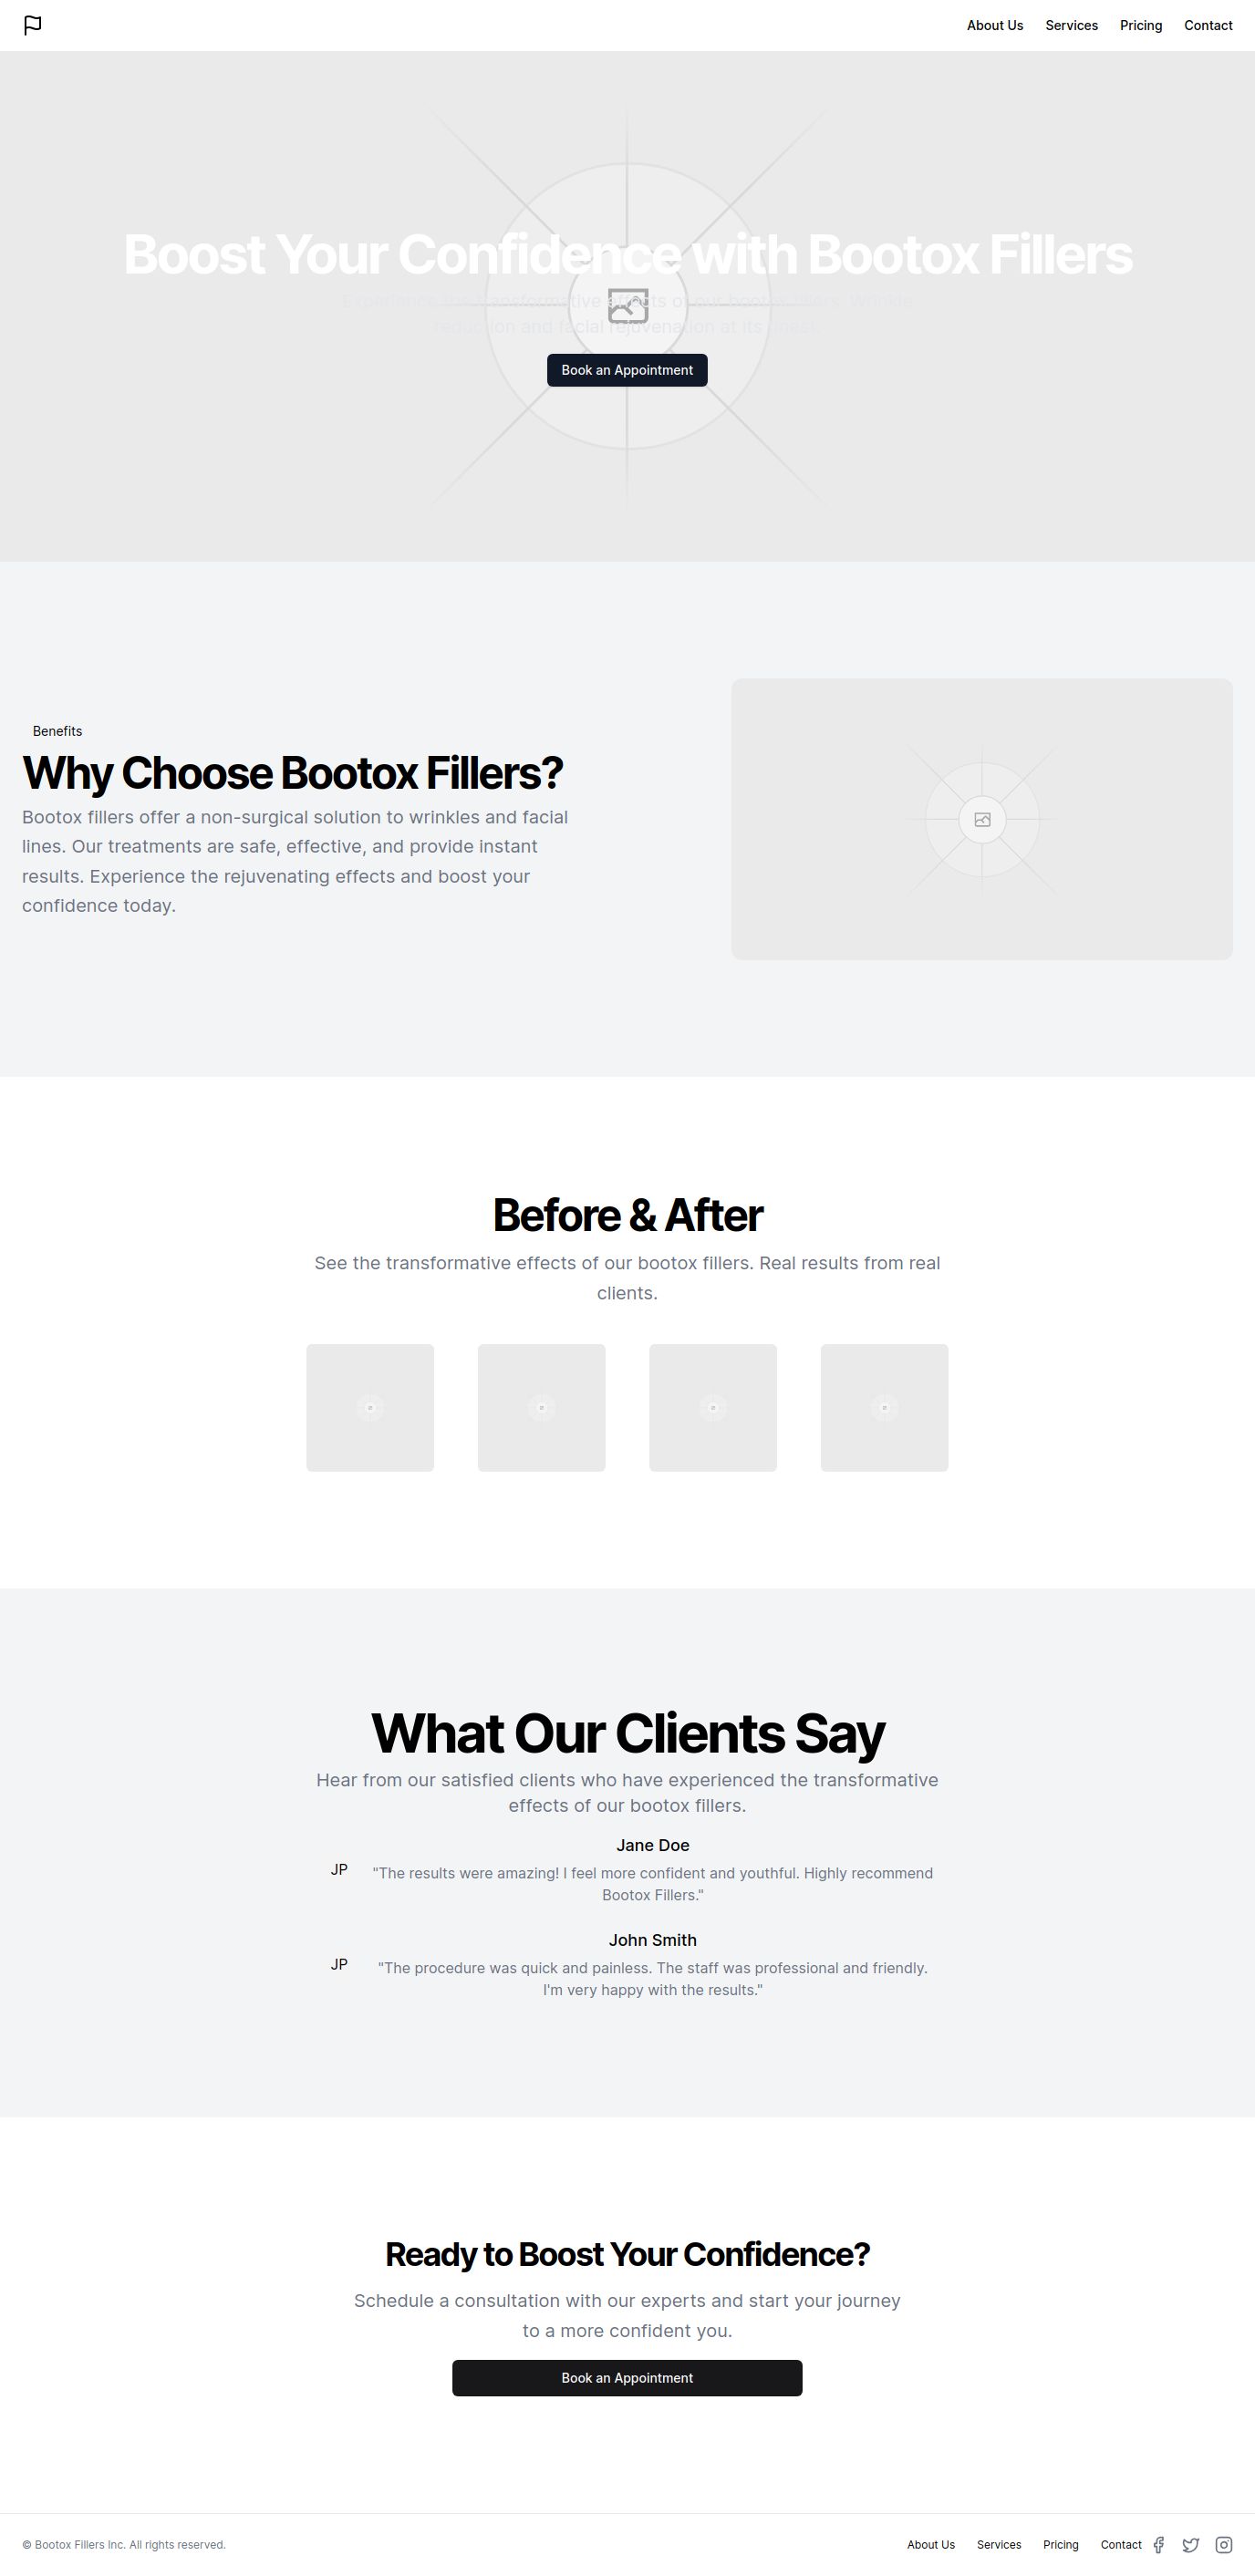 About Us
Services
Pricing
Contact
Boost Your Confidence with Bootox Fillers
Experience the transformative effects of our bootox fillers. Wrinkle
reduction and facial rejuvenation at its finest.
Book an Appointment
Benefits
Why Choose Bootox Fillers?
Bootox fillers offer a non-surgical solution to wrinkles and facial
lines. Our treatments are safe, effective, and provide instant
results. Experience the rejuvenating effects and boost your
confidence today.
Before & After
See the transformative effects of our bootox fillers. Real results from real
clients.
What Our Clients Say
Hear from our satisfied clients who have experienced the transformative
effects of our bootox fillers.
Jane Doe
JP
"The results were amazing! I feel more confident and youthful. Highly recommend
Bootox Fillers."
John Smith
JP
"The procedure was quick and painless. The staff was professional and friendly.
I'm very happy with the results."
Ready to Boost Your Confidence?
Schedule a consultation with our experts and start your journey
to a more confident you.
Book an Appointment
© Bootox Fillers Inc. All rights reserved.
About Us
Services
Pricing
Contact